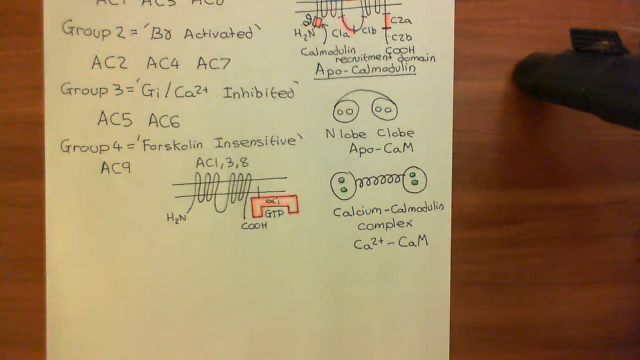 AC1 AC3 AC8
Group 2 = 'βγ Activated'
AC2 AC4 AC7
Group 3 = 'Gi / Ca2+ Inhibited'
AC5 AC6
Group 4 = 'Forskolin Insensitive'
AC9
AC1,3,8
H2N
αi
GTP
COOH
H2N
C1a
C1b
C2a
C2b
COOH
Calmodulin
recruitment domain
Apo-Calmodulin
N lobe C lobe
Apo-CaM
Calcium-Calmodulin
complex
Ca2+-CaM